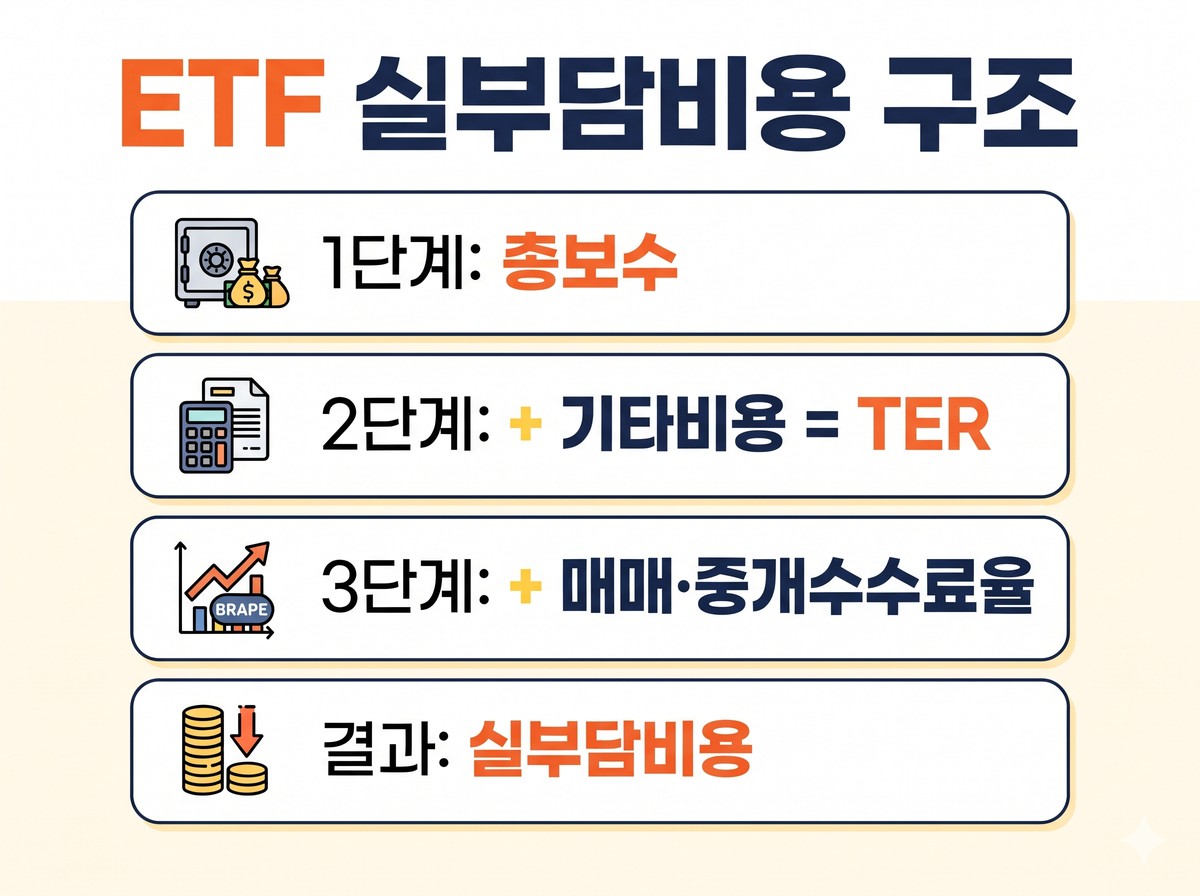 ETF 실부담비용 구조
1단계: 총보수
2단계: + 기타비용 = TER
3단계: + 매매·중개수수료율
BRAPE
결과: 실부담비용